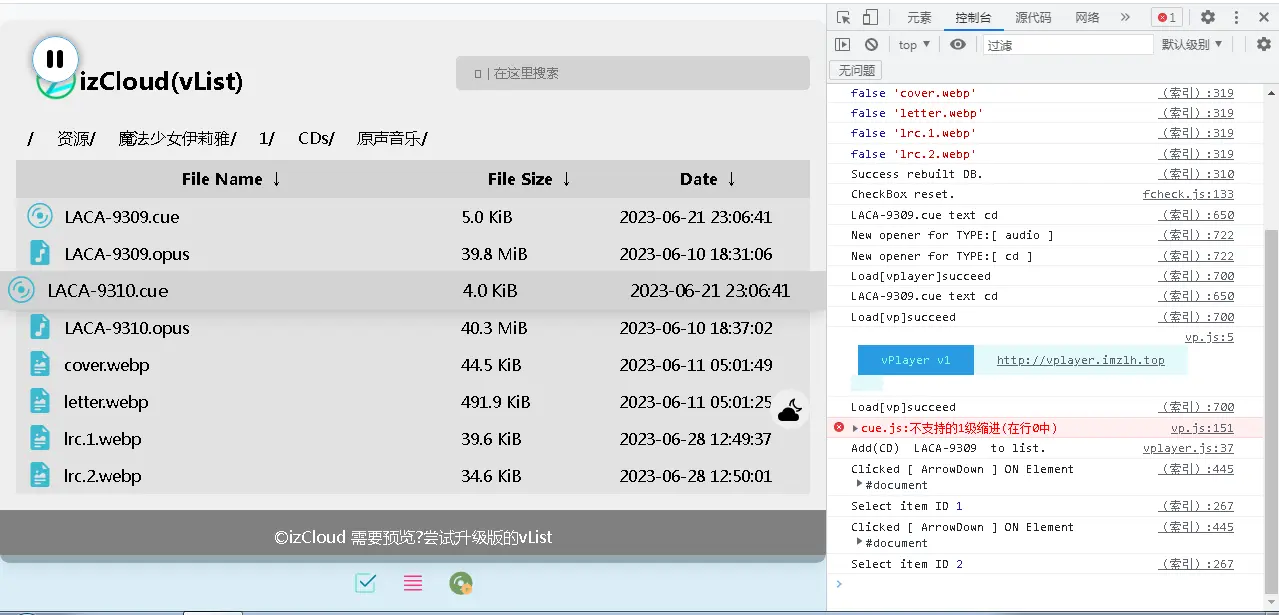 izCloud(vList)
| 在这里搜索
/ 资源/ 魔法少女伊莉雅/ 1/ CDs/ 原声音乐/
File Name ↓ File Size ↓ Date ↓
LACA-9309.cue 5.0 KiB 2023-06-21 23:06:41
LACA-9309.opus 39.8 MiB 2023-06-10 18:31:06
LACA-9310.cue 4.0 KiB 2023-06-21 23:06:41
LACA-9310.opus 40.3 MiB 2023-06-10 18:37:02
cover.webp 44.5 KiB 2023-06-11 05:01:49
letter.webp 491.9 KiB 2023-06-11 05:01:25
lrc.1.webp 39.6 KiB 2023-06-28 12:49:37
lrc.2.webp 34.6 KiB 2023-06-28 12:50:01
©izCloud 需要预览?尝试升级版的vList
元素 控制台 源代码 网络 » 1
top ▼ 过滤 默认级别 ▼
无问题
false 'cover.webp' (索引):319
false 'letter.webp' (索引):319
false 'lrc.1.webp' (索引):319
false 'lrc.2.webp' (索引):319
Success rebuilt DB. (索引):310
CheckBox reset. fcheck.js:133
LACA-9309.cue text cd (索引):650
New opener for TYPE:[ audio ] (索引):722
New opener for TYPE:[ cd ] (索引):722
Load[vplayer]succeed (索引):700
LACA-9309.cue text cd (索引):650
Load[vp]succeed (索引):700
vp.js:5
vPlayer v1 http://vplayer.imzlh.top
Load[vp]succeed (索引):700
cue.js:不支持的1级缩进(在行0中) vp.js:151
Add(CD) LACA-9309 to list. vplayer.js:37
Clicked [ ArrowDown ] ON Element (索引):445
#document
Select item ID 1 (索引):267
Clicked [ ArrowDown ] ON Element (索引):445
#document
Select item ID 2 (索引):267